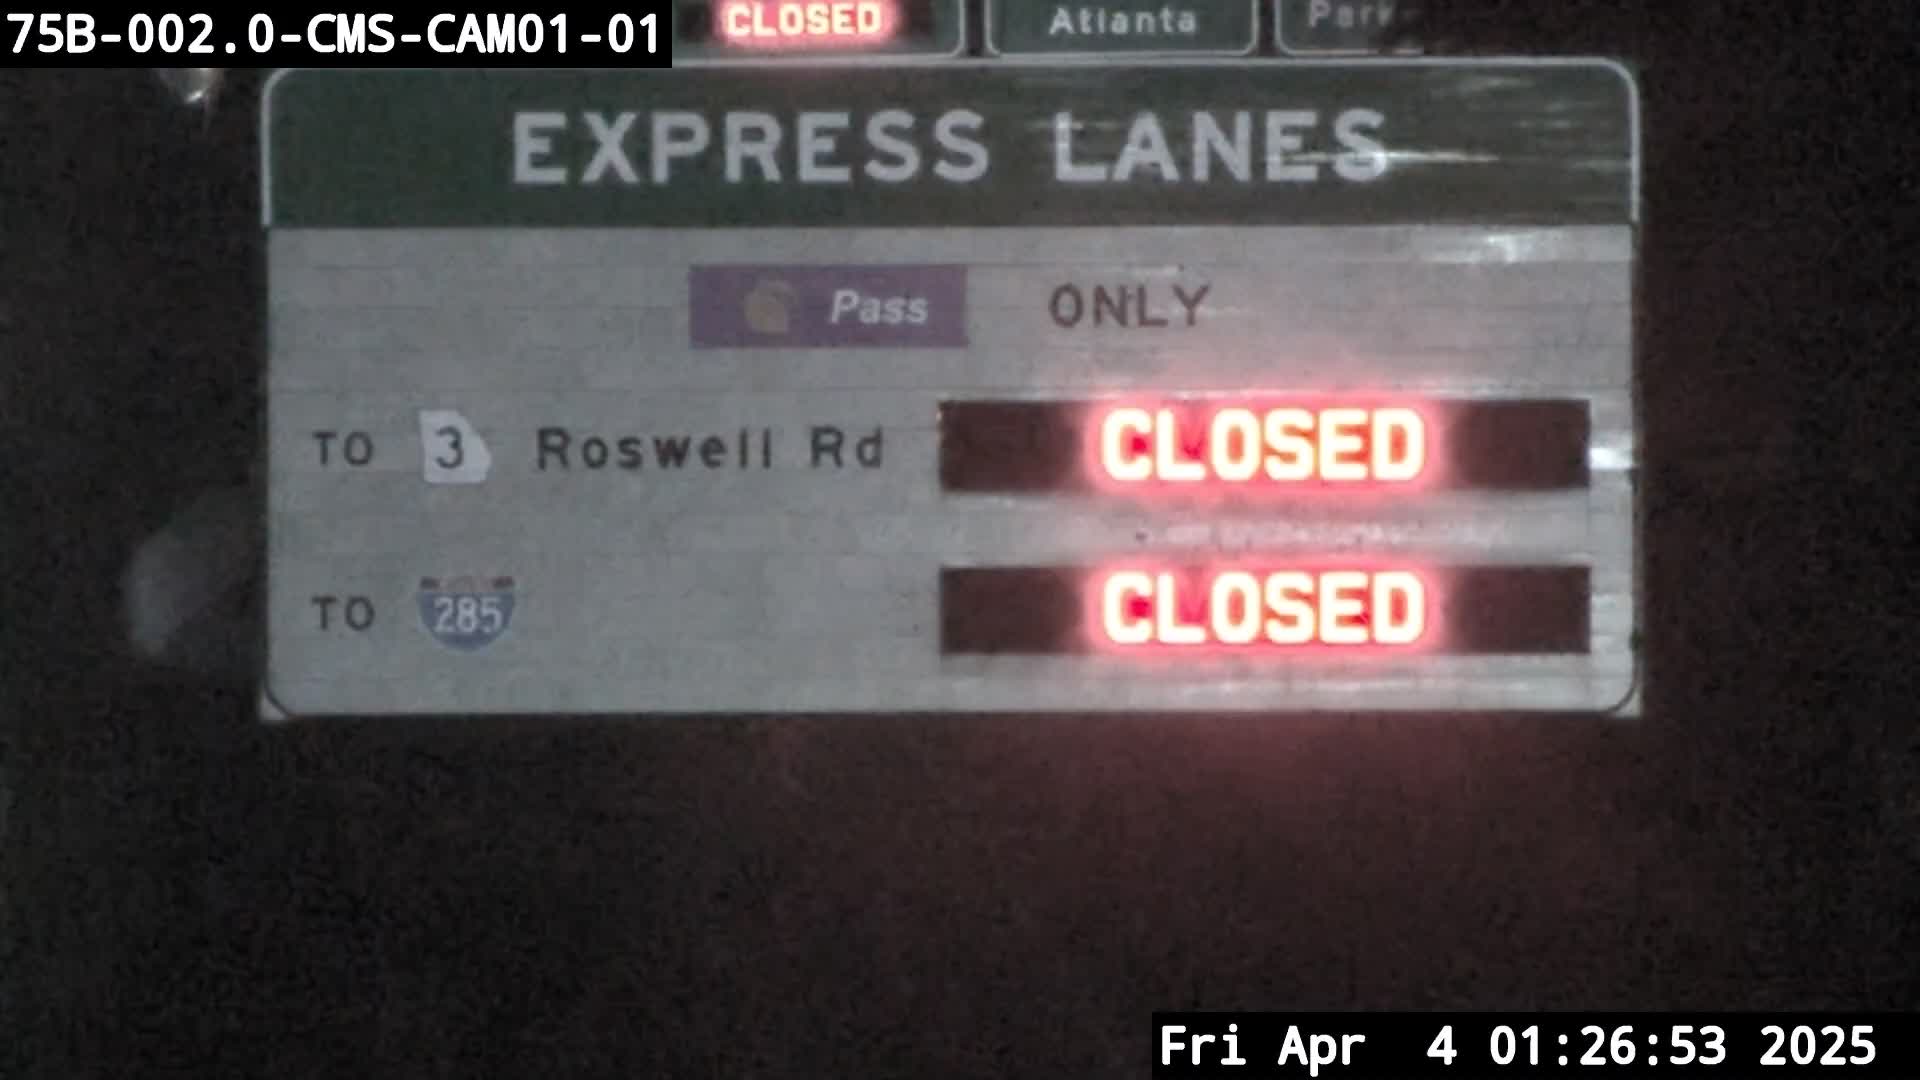 75B-002.0-CMS-CAM01-01
CLOSED
Atlanta
EXPRESS LANES
Pass ONLY
TO 3 Roswell Rd CLOSED
TO 285 CLOSED
Fri Apr 4 01:26:53 2025